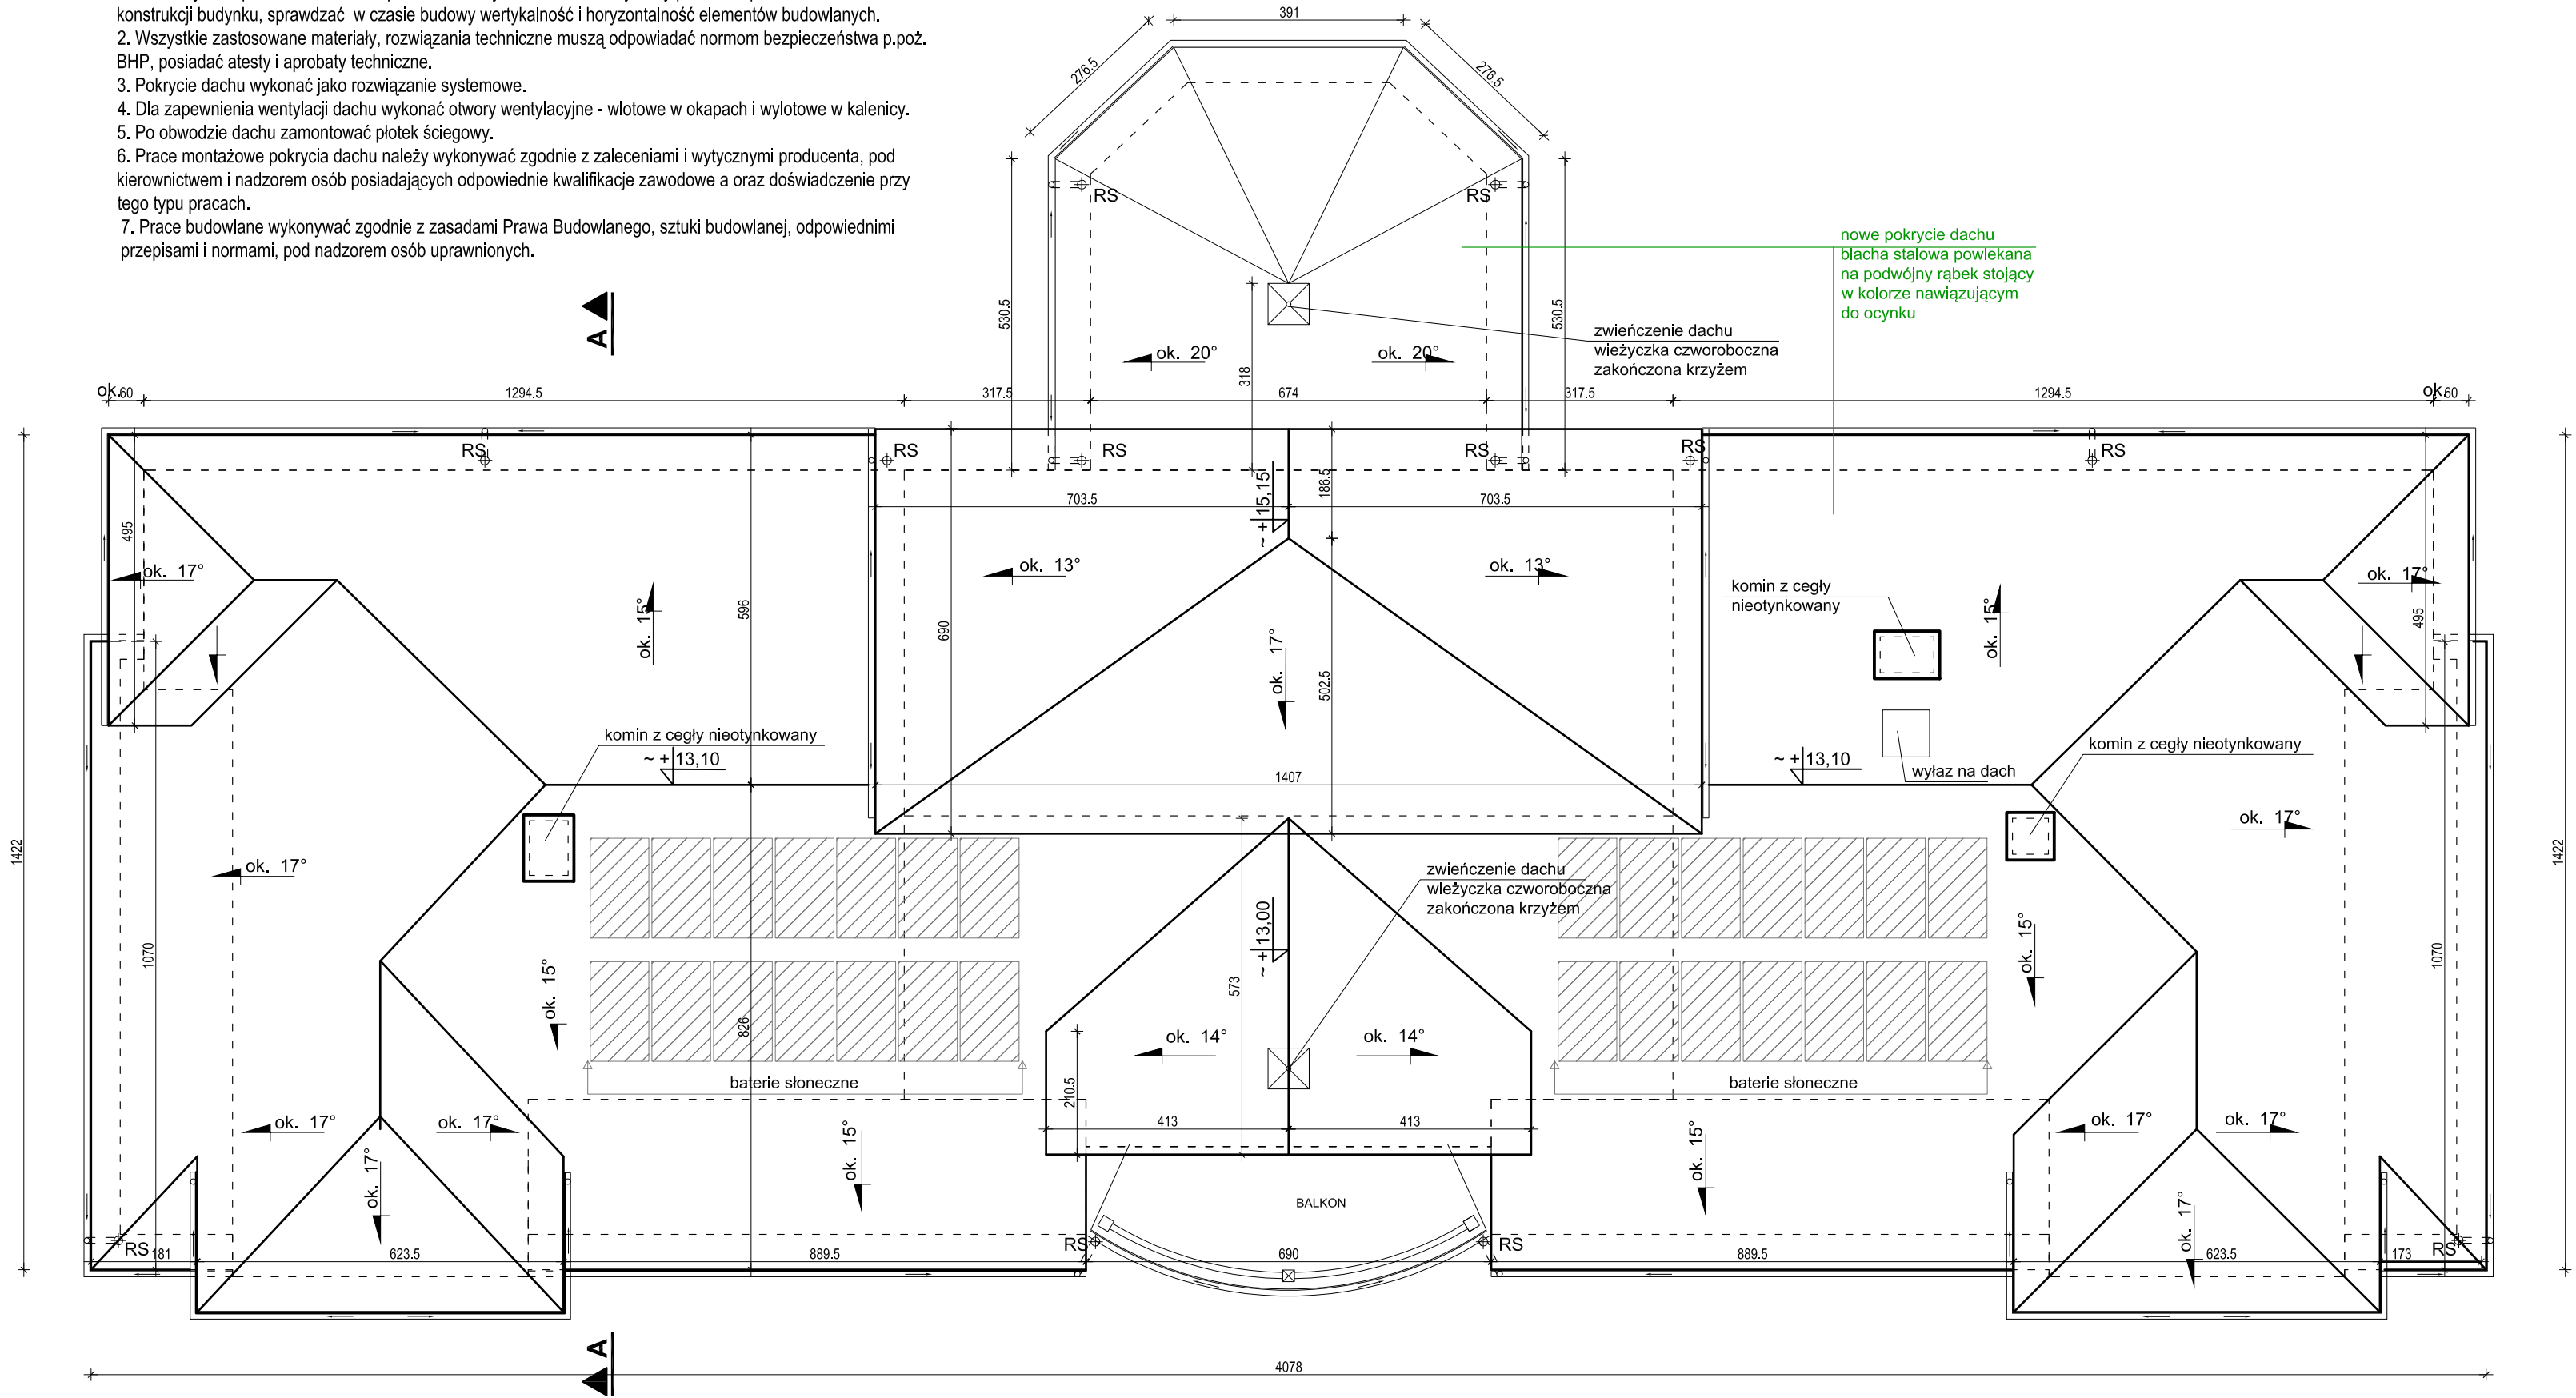 konstrukcji budynku, sprawdzać w czasie budowy wertykalność i horyzontalność elementów budowlanych.
2. Wszystkie zastosowane materiały, rozwiązania techniczne muszą odpowiadać normom bezpieczeństwa p.poż.
BHP, posiadać atesty i aprobaty techniczne.
3. Pokrycie dachu wykonać jako rozwiązanie systemowe.
4. Dla zapewnienia wentylacji dachu wykonać otwory wentylacyjne - wlotowe w okapach i wylotowe w kalenicy.
5. Po obwodzie dachu zamontować płotek ściegowy.
6. Prace montażowe pokrycia dachu należy wykonywać zgodnie z zaleceniami i wytycznymi producenta, pod
kierownictwem i nadzorem osób posiadających odpowiednie kwalifikacje zawodowe a oraz doświadczenie przy
tego typu pracach.
7. Prace budowlane wykonywać zgodnie z zasadami Prawa Budowlanego, sztuki budowlanej, odpowiednimi
przepisami i normami, pod nadzorem osób uprawnionych.
391
276.5
276.5
RS
RS
nowe pokrycie dachu
blacha stalowa powlekana
na podwójny rąbek stojący
w kolorze nawiązującym
do ocynku
A
530.5
530.5
318
zwieńczenie dachu
wieżyczka czworoboczna
zakończona krzyżem
ok. 20°
ok. 20°
ok.60
1294.5
317.5
674
317.5
1294.5
ok.60
RS
RS
RS
RS
RS
RS
703.5
703.5
~ +15,15
186.5
495
495
ok. 17°
ok. 13°
ok. 13°
ok. 17°
ok. 15°
596
690
ok. 17°
502.5
komin z cegły
nieotynkowany
ok. 15°
komin z cegły nieotynkowany
~ +13,10
1407
~ +13,10
wyłaz na dach
komin z cegły nieotynkowany
1422
1422
ok. 17°
ok. 17°
zwieńczenie dachu
wieżyczka czworoboczna
zakończona krzyżem
1070
1070
~ +13,00
573
ok. 15°
826
ok. 15°
ok. 14°
ok. 14°
baterie słoneczne
baterie słoneczne
210.5
413
413
ok. 17°
ok. 17°
ok. 17°
ok. 17°
ok. 17°
ok. 15°
ok. 15°
ok. 17°
BALKON
RS
181
623.5
889.5
RS
690
RS
889.5
623.5
173
RS
A
4078